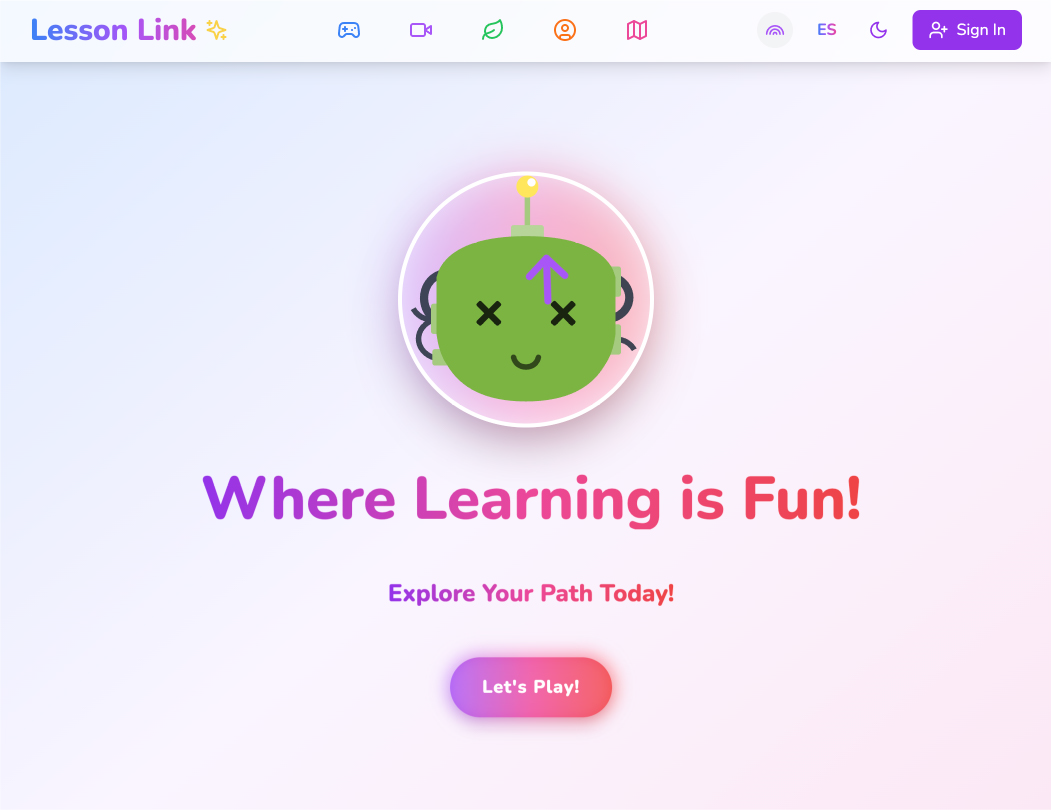 Lesson Link
ES
Sign In
Where Learning is Fun!
Explore Your Path Today!
Let's Play!